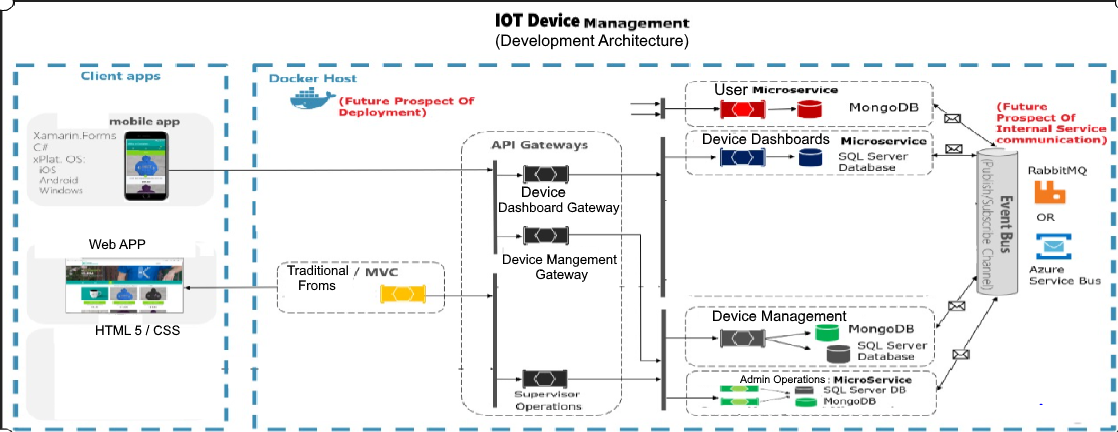 IOT Device Management
(Development Architecture)
Client apps
mobile app
Xamarin.Forms
C#
xPlat. OS:
iOS
Android
Windows
Web APP
HTML 5 / CSS
Docker Host
(Future Prospect Of
Deployment)
Traditional / MVC
Froms
API Gateways
Device
Dashboard Gateway
Device Mangement
Gateway
Supervisor
Operations
User Microservice
MongoDB
Device Dashboards Microservice
SQL Server
Database
Device Management
MongoDB
SQL Server
Database
Admin Operations : MicroService
SQL Server DB
MongoDB
(Future
Prospect Of
Internal Service
communication)
Event Bus
(Publish/Subscribe Channel)
RabbitMQ
OR
Azure
Service Bus